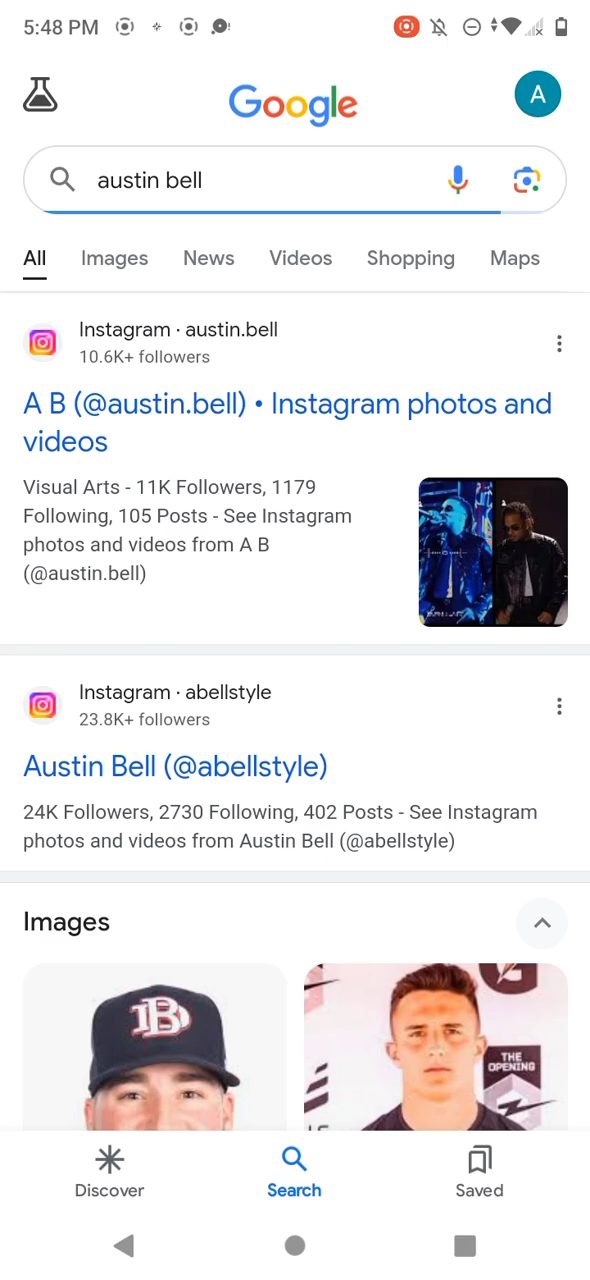 5:48 PM
Google
A
austin bell
All Images News Videos Shopping Maps
Instagram · austin.bell
10.6K+ followers
A B (@austin.bell) • Instagram photos and
videos
Visual Arts - 11K Followers, 1179
Following, 105 Posts - See Instagram
photos and videos from A B
(@austin.bell)
Instagram · abellstyle
23.8K+ followers
Austin Bell (@abellstyle)
24K Followers, 2730 Following, 402 Posts - See Instagram
photos and videos from Austin Bell (@abellstyle)
Images
B
THE
OPENING
Discover Search Saved